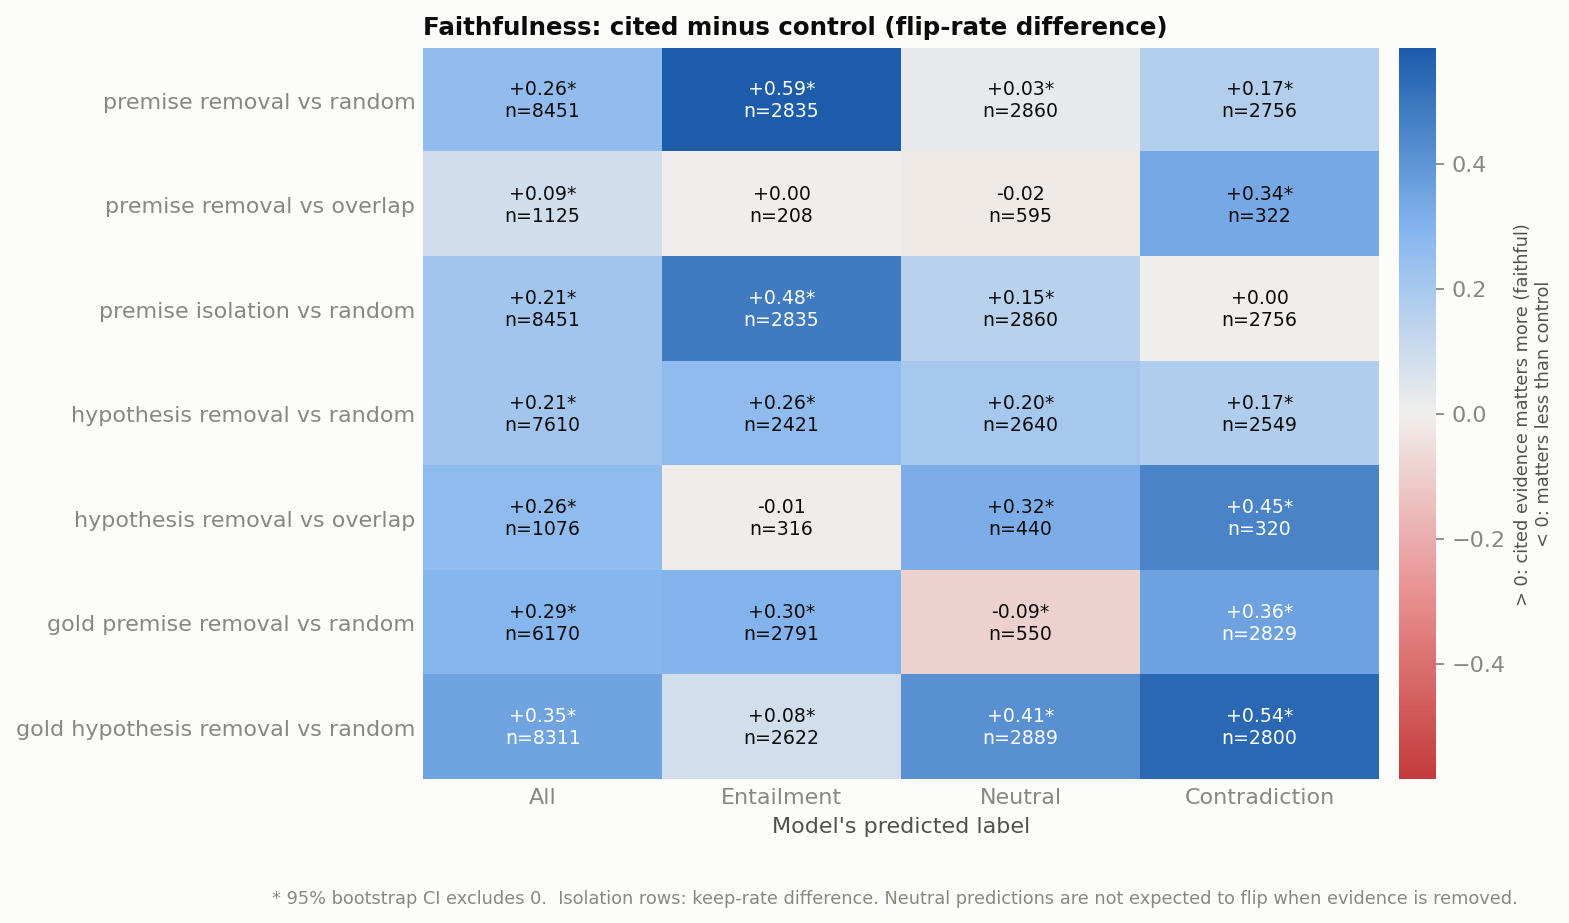 Faithfulness: cited minus control (flip-rate difference)
premise removal vs random
+0.26*
n=8451
+0.59*
n=2835
+0.03*
n=2860
+0.17*
n=2756
premise removal vs overlap
+0.09*
n=1125
+0.00
n=208
-0.02
n=595
+0.34*
n=322
premise isolation vs random
+0.21*
n=8451
+0.48*
n=2835
+0.15*
n=2860
+0.00
n=2756
hypothesis removal vs random
+0.21*
n=7610
+0.26*
n=2421
+0.20*
n=2640
+0.17*
n=2549
hypothesis removal vs overlap
+0.26*
n=1076
-0.01
n=316
+0.32*
n=440
+0.45*
n=320
gold premise removal vs random
+0.29*
n=6170
+0.30*
n=2791
-0.09*
n=550
+0.36*
n=2829
gold hypothesis removal vs random
+0.35*
n=8311
+0.08*
n=2622
+0.41*
n=2889
+0.54*
n=2800
All
Entailment
Neutral
Contradiction
Model's predicted label
0.4
0.2
0.0
−0.2
−0.4
> 0: cited evidence matters more (faithful)
< 0: matters less than control
* 95% bootstrap CI excludes 0.  Isolation rows: keep-rate difference. Neutral predictions are not expected to flip when evidence is removed.